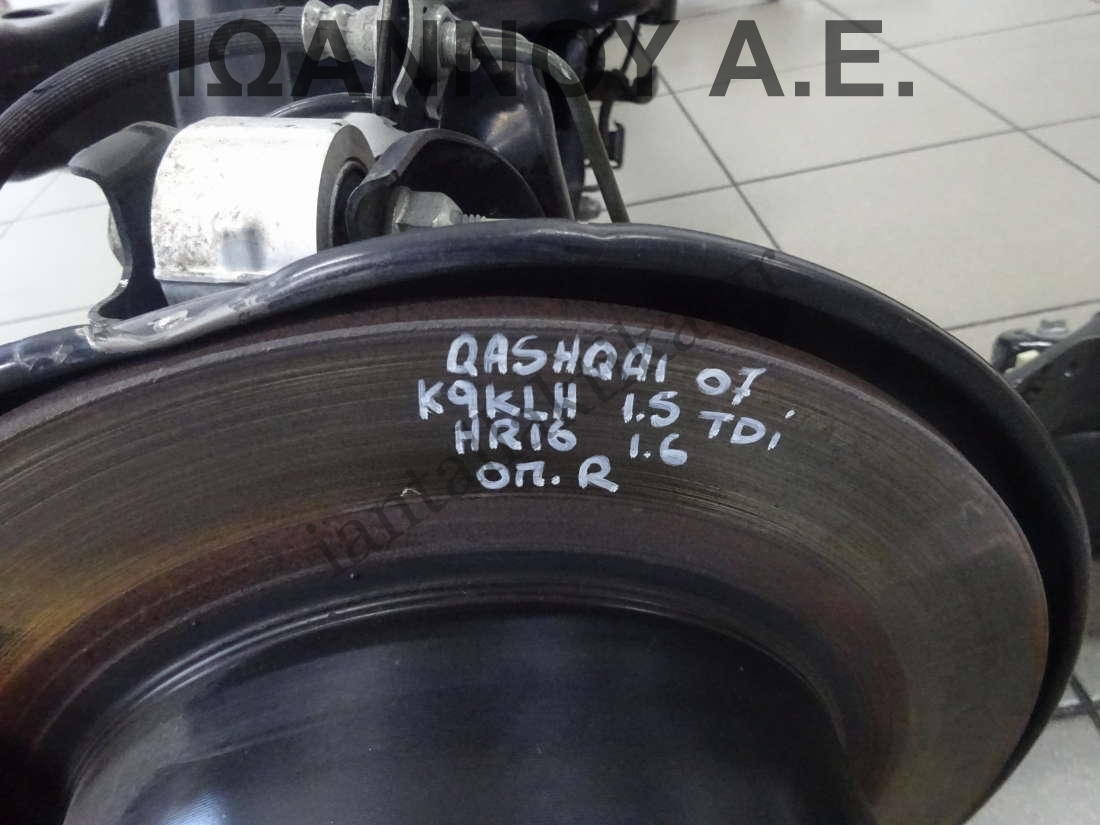 ΙΩΑΝΝΟΥ Α.Ε.
QASHQAi 07
K9KLH 1.5 TDi
HR16 1.6
ΟΠ. R